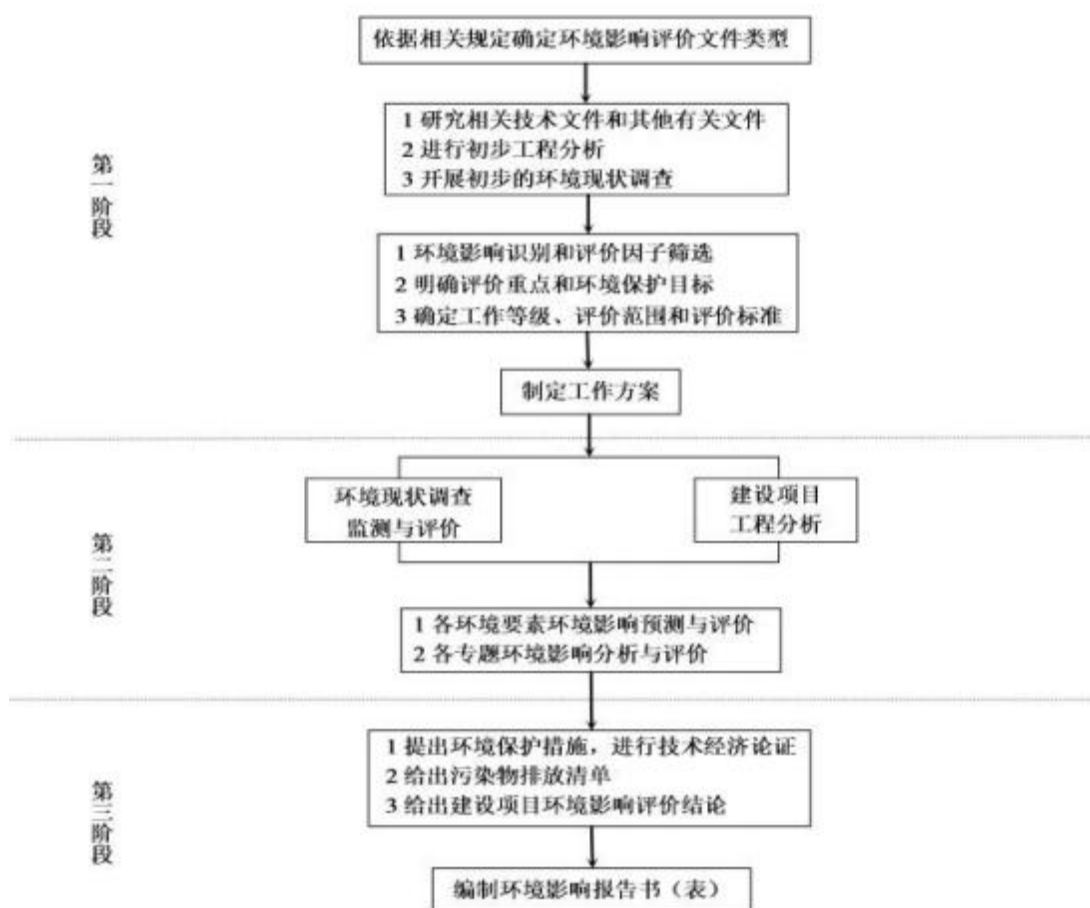 依据相关规定确定环境影响评价文件类型
1 研究相关技术文件和其他有关文件
2 进行初步工程分析
3 开展初步的环境现状调查
第一阶段
1 环境影响识别和评价因子筛选
2 明确评价重点和环境保护目标
3 确定工作等级、评价范围和评价标准
制定工作方案
环境现状调查
监测与评价
建设项目
工程分析
第二阶段
1 各环境要素环境影响预测与评价
2 各专题环境影响分析与评价
1 提出环境保护措施，进行技术经济论证
2 给出污染物排放清单
3 给出建设项目环境影响评价结论
第三阶段
编制环境影响报告书（表）